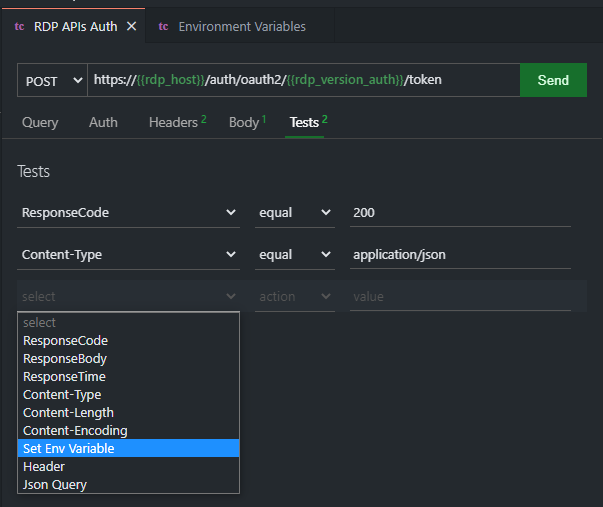 tc RDP APIs Auth ✕ tc Environment Variables
POST https://{{rdp_host}}/auth/oauth2/{{rdp_version_auth}}/token Send
Query Auth Headers 2 Body 1 Tests 2
Tests
ResponseCode equal 200
Content-Type equal application/json
select action value
select
ResponseCode
ResponseBody
ResponseTime
Content-Type
Content-Length
Content-Encoding
Set Env Variable
Header
Json Query